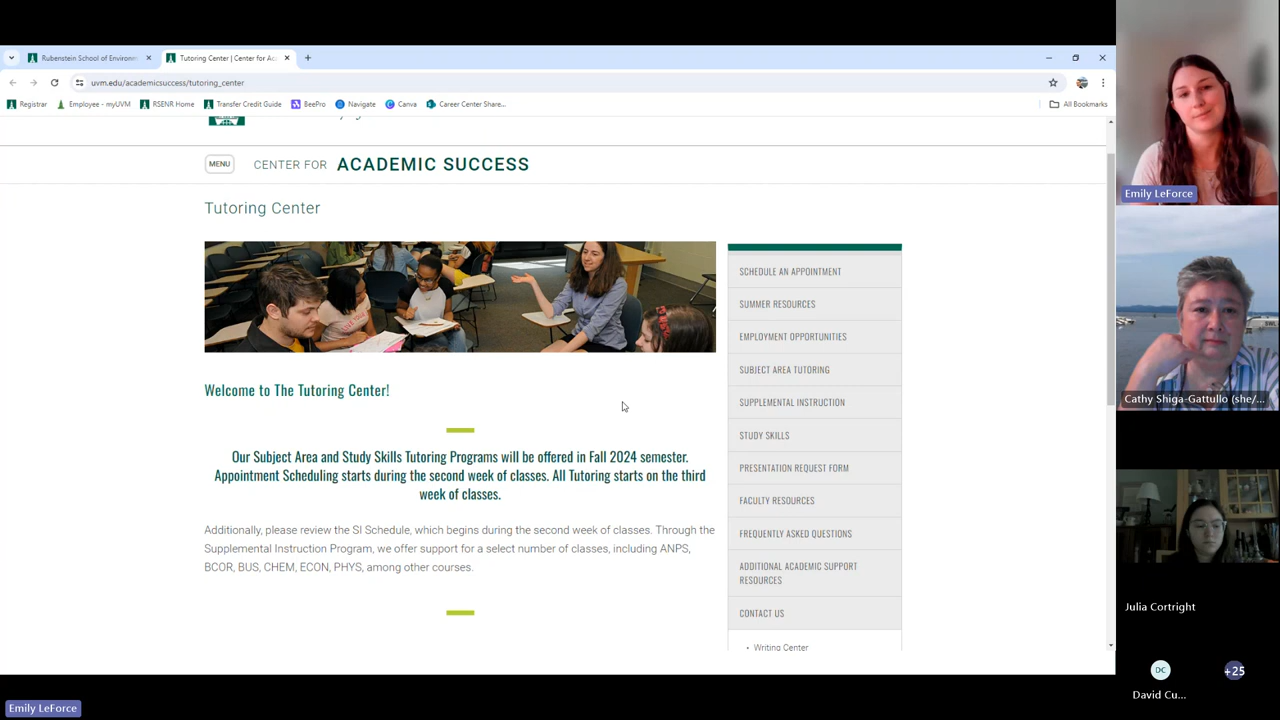 Rubenstein School of Environ
Tutoring Center | Center for Ac
uvm.edu/academicsuccess/tutoring_center
Registrar
Employee - myUVM
RSENR Home
Transfer Credit Guide
BeePro
Navigate
Canva
Career Center Share...
All Bookmarks
MENU
CENTER FOR ACADEMIC SUCCESS
Tutoring Center
Welcome to The Tutoring Center!
Our Subject Area and Study Skills Tutoring Programs will be offered in Fall 2024 semester.
Appointment Scheduling starts during the second week of classes. All Tutoring starts on the third
week of classes.
Additionally, please review the SI Schedule, which begins during the second week of classes. Through the
Supplemental Instruction Program, we offer support for a select number of classes, including ANPS,
BCOR, BUS, CHEM, ECON, PHYS, among other courses.
SCHEDULE AN APPOINTMENT
SUMMER RESOURCES
EMPLOYMENT OPPORTUNITIES
SUBJECT AREA TUTORING
SUPPLEMENTAL INSTRUCTION
STUDY SKILLS
PRESENTATION REQUEST FORM
FACULTY RESOURCES
FREQUENTLY ASKED QUESTIONS
ADDITIONAL ACADEMIC SUPPORT
RESOURCES
CONTACT US
• Writing Center
Emily LeForce
Cathy Shiga-Gattullo (she/...
Julia Cortright
DC
+25
David Cu...
Emily LeForce